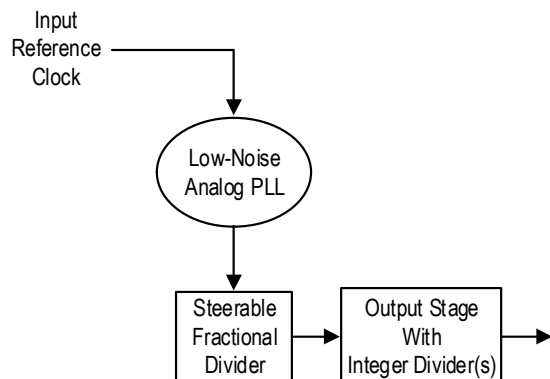 Input
Reference
Clock
Low-Noise
Analog PLL
Steerable
Fractional
Divider
Output Stage
With
Integer Divider(s)